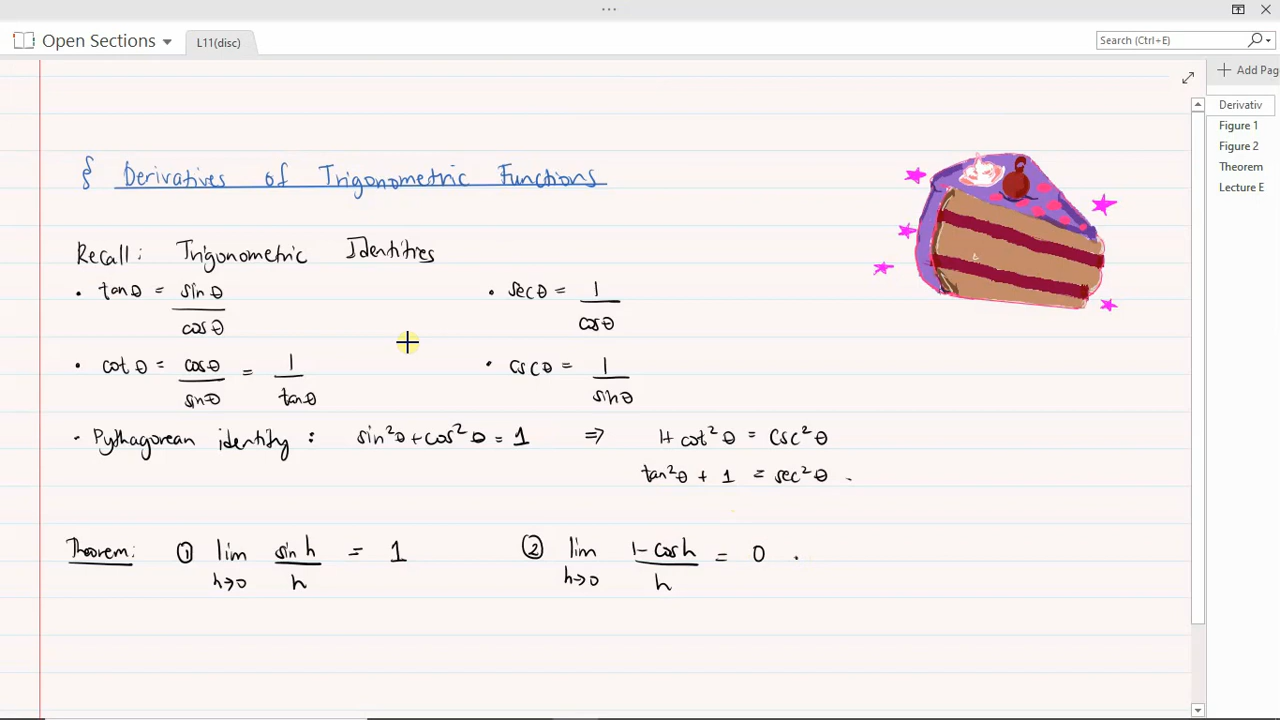 Open Sections
L11(disc)
Search (Ctrl+E)
Add Pag
Derivativ
Figure 1
Figure 2
Theorem
Lecture E
§ Derivatives of Trigonometric Functions
Recall: Trigonometric Identities
• tanθ = sinθ / cosθ • secθ = 1 / cosθ
• cotθ = cosθ / sinθ = 1 / tanθ • cscθ = 1 / sinθ
• Pythagorean identity : sin²θ + cos²θ = 1 ⇒ 1+ cot²θ = csc²θ
tan²θ + 1 = sec²θ .
Theorem: ① lim h→0 sin h / h = 1 ② lim h→0 1-cosh / h = 0 .